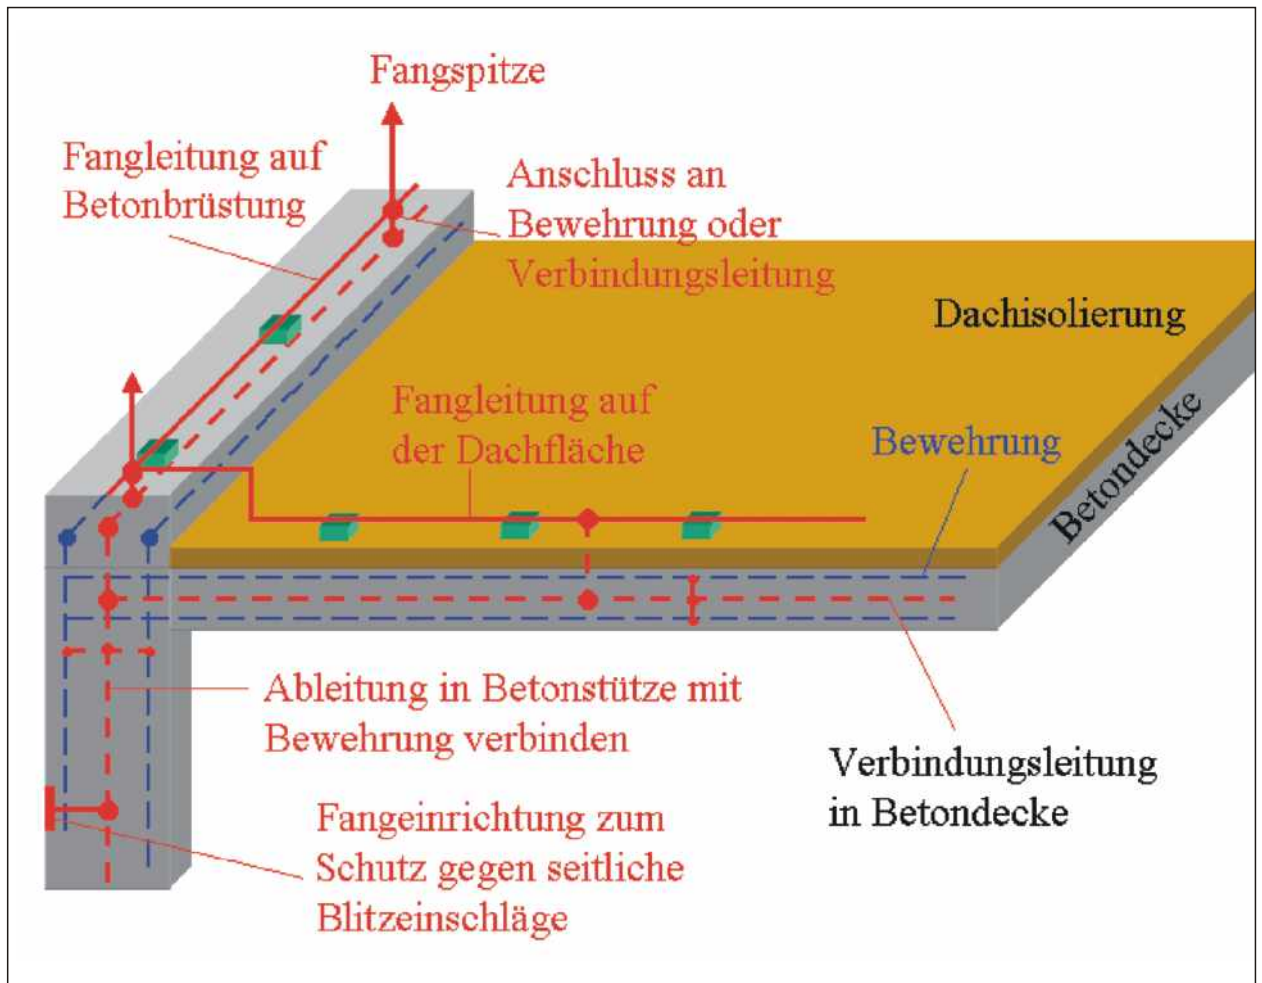 Fangspitze
Fangleitung auf
Betonbrüstung
Anschluss an
Bewehrung oder
Verbindungsleitung
Dachisolierung
Fangleitung auf
der Dachfläche
Bewehrung
Betondecke
Ableitung in Betonstütze mit
Bewehrung verbinden
Verbindungsleitung
in Betondecke
Fangeinrichtung zum
Schutz gegen seitliche
Blitzeinschläge